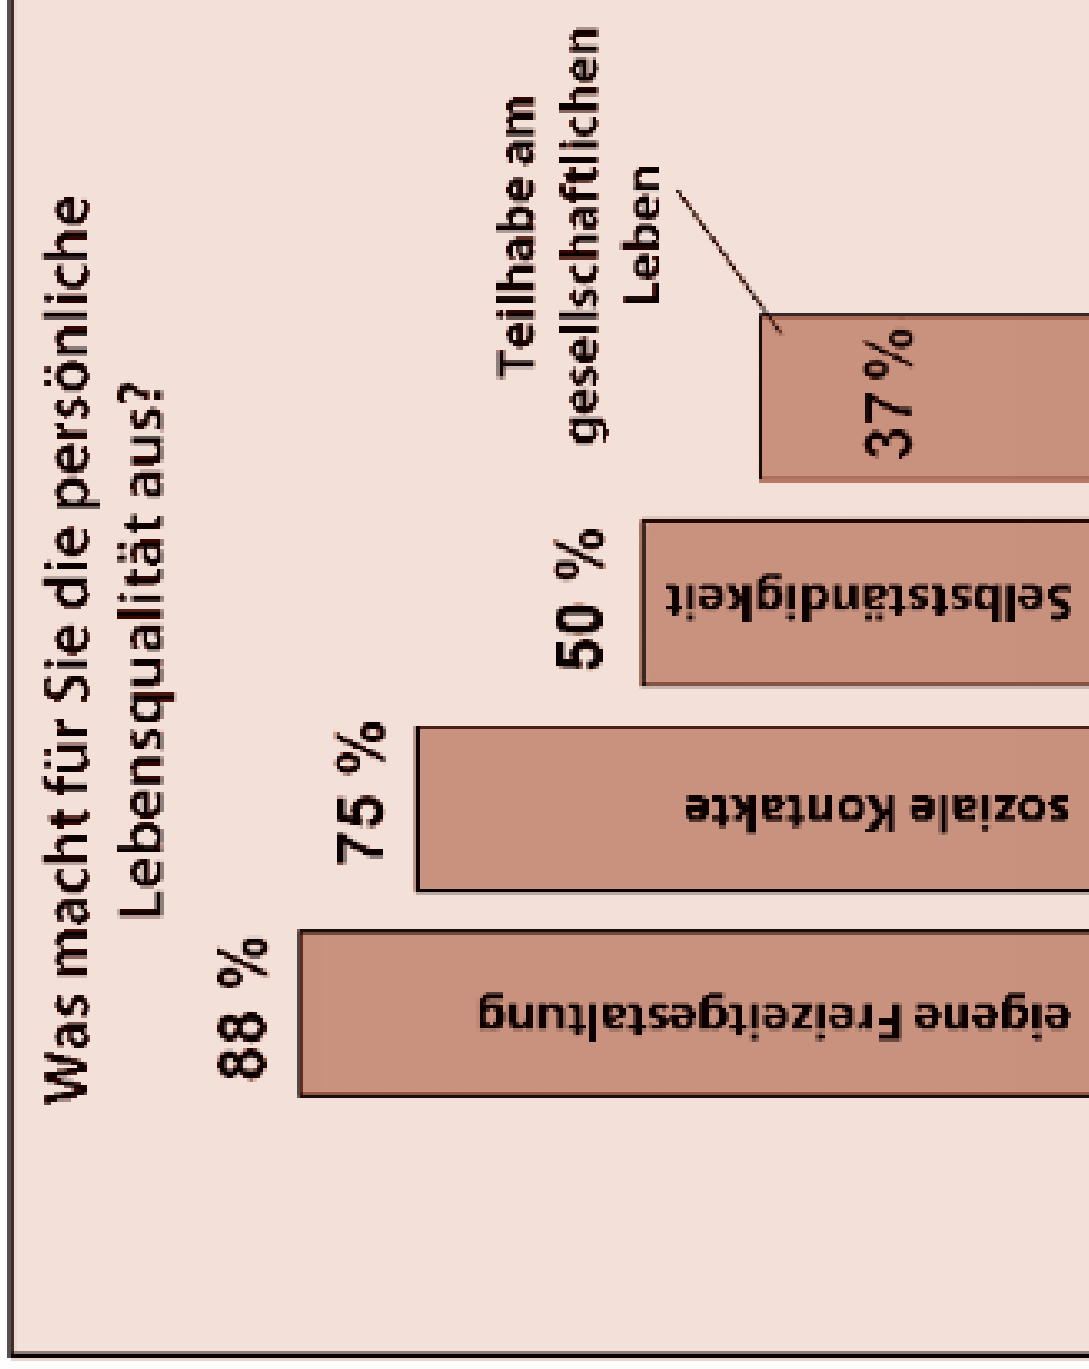 Was macht für Sie die persönliche
Lebensqualität aus?
88 %
eigene Freizeitgestaltung
75 %
soziale Kontakte
50 %
Selbstständigkeit
Teilhabe am
gesellschaftlichen
Leben
37 %